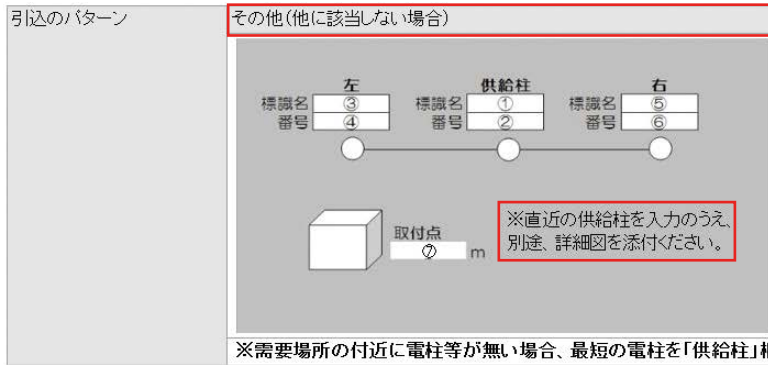 引込のパターン
その他(他に該当しない場合)
左 供給柱 右
標識名 ③ 標識名 ① 標識名 ⑤
番号 ④ 番号 ② 番号 ⑥
取付点
⑦ m
※直近の供給柱を入力のうえ、
別途、詳細図を添付ください。
※需要場所の付近に電柱等が無い場合、最短の電柱を「供給柱」